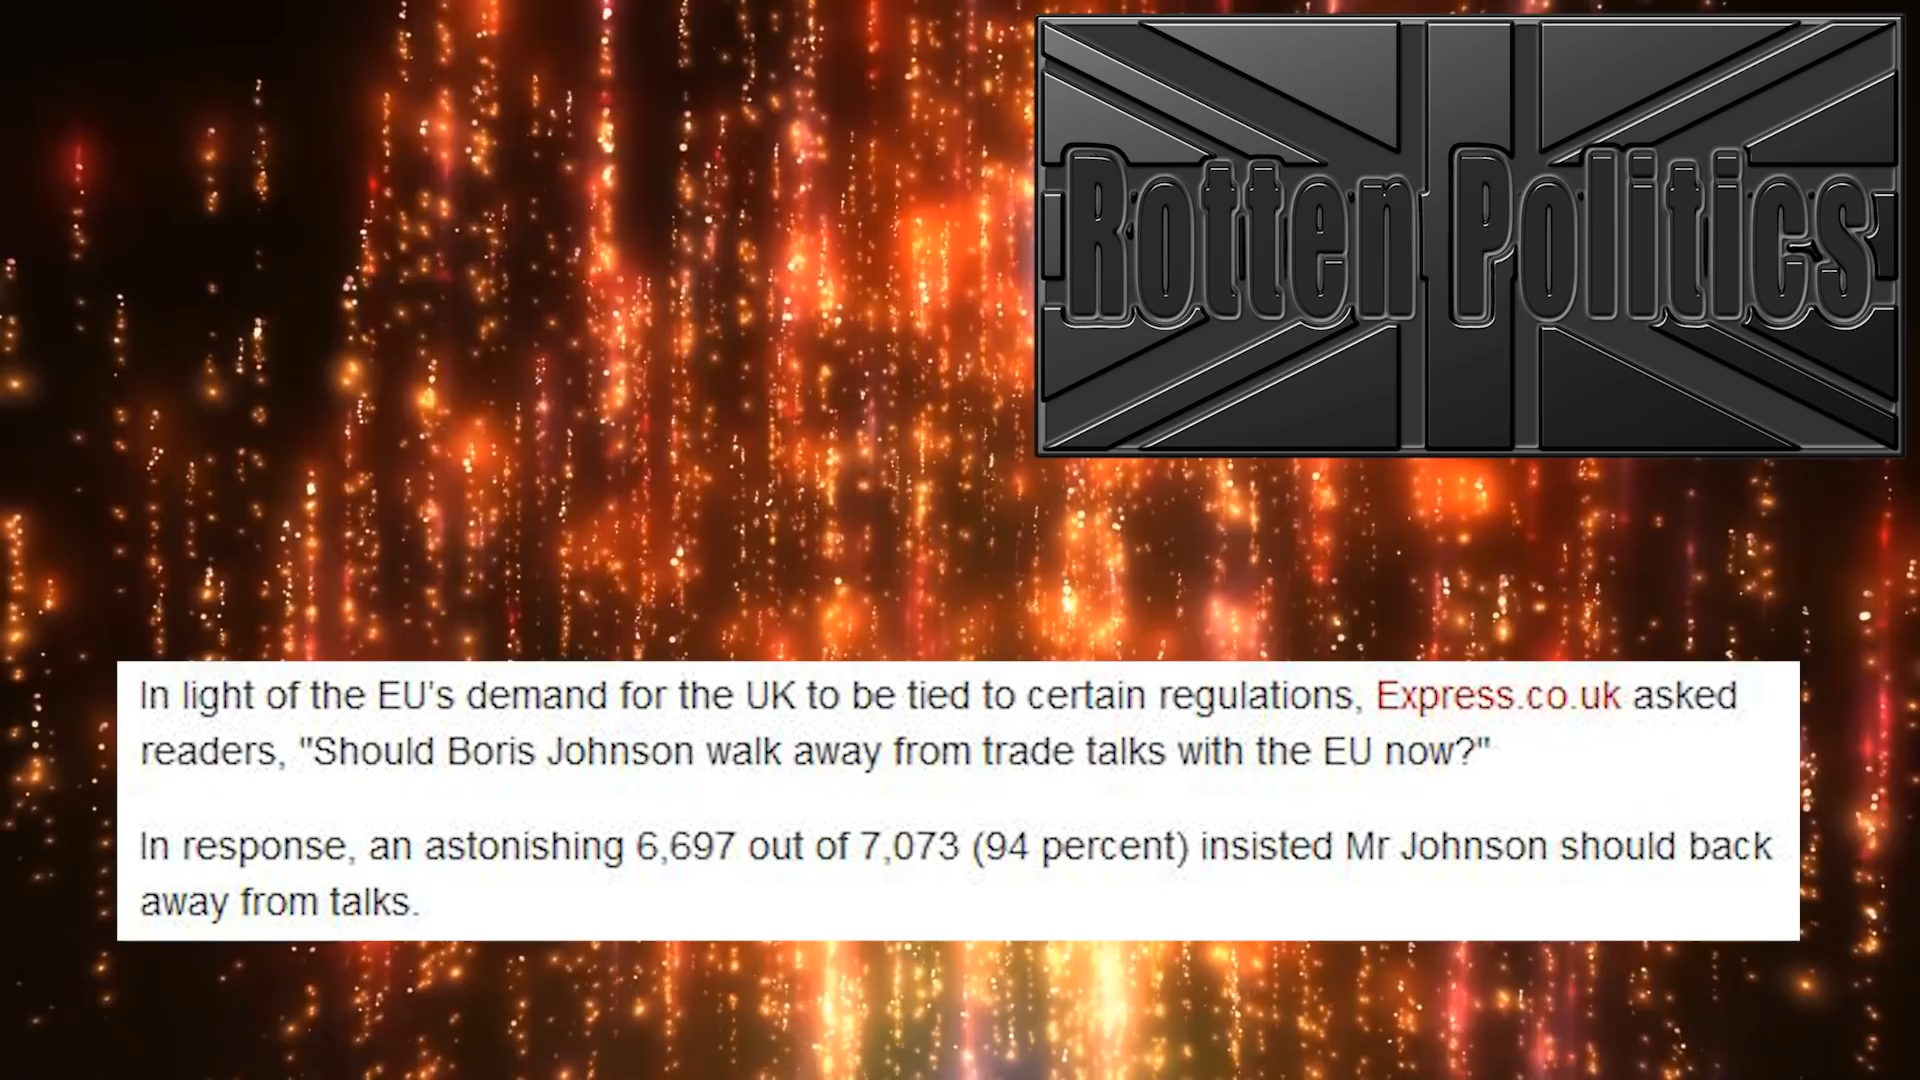 Rotten Politics
In light of the EU's demand for the UK to be tied to certain regulations, Express.co.uk asked
readers, "Should Boris Johnson walk away from trade talks with the EU now?"
In response, an astonishing 6,697 out of 7,073 (94 percent) insisted Mr Johnson should back
away from talks.